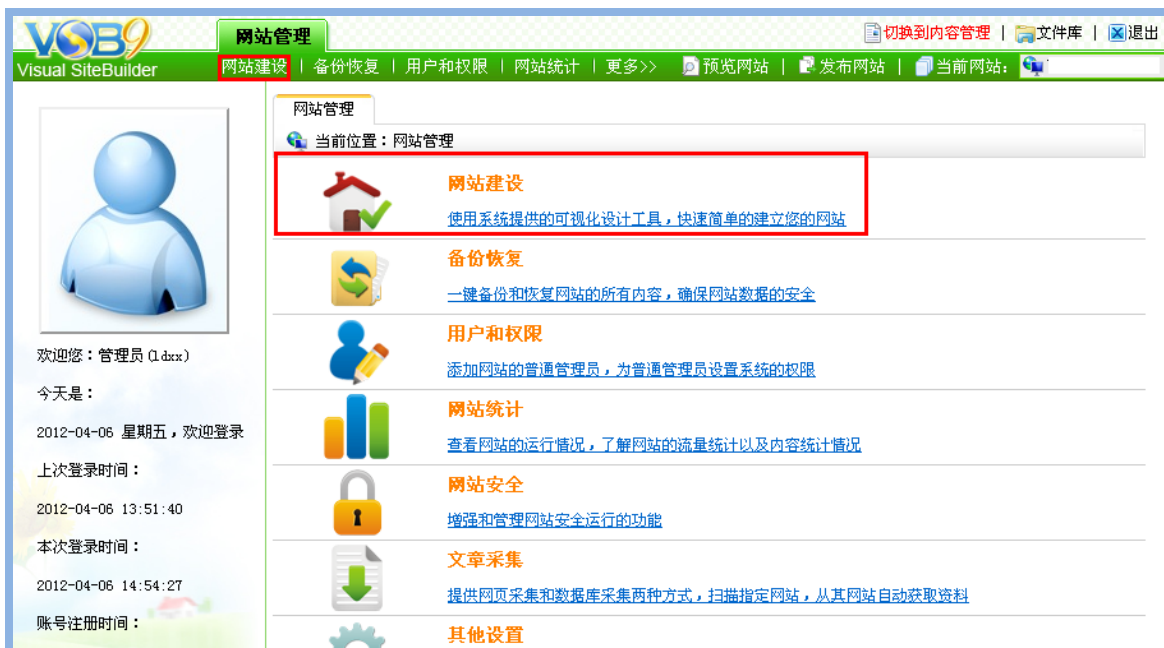 VSB9
网站管理
切换到内容管理 | 文件库 | 退出
Visual SiteBuilder
网站建设 | 备份恢复 | 用户和权限 | 网站统计 | 更多>> 预览网站 | 发布网站 | 当前网站：
网站管理
当前位置：网站管理
网站建设
使用系统提供的可视化设计工具，快速简单的建立您的网站
备份恢复
一键备份和恢复网站的所有内容，确保网站数据的安全
用户和权限
添加网站的普通管理员，为普通管理员设置系统的权限
网站统计
查看网站的运行情况，了解网站的流量统计以及内容统计情况
网站安全
增强和管理网站安全运行的功能
文章采集
提供网页采集和数据库采集两种方式，扫描指定网站，从其网站自动获取资料
其他设置
欢迎您：管理员(ldxx)
今天是：
2012-04-06 星期五，欢迎登录
上次登录时间：
2012-04-06 13:51:40
本次登录时间：
2012-04-06 14:54:27
账号注册时间：